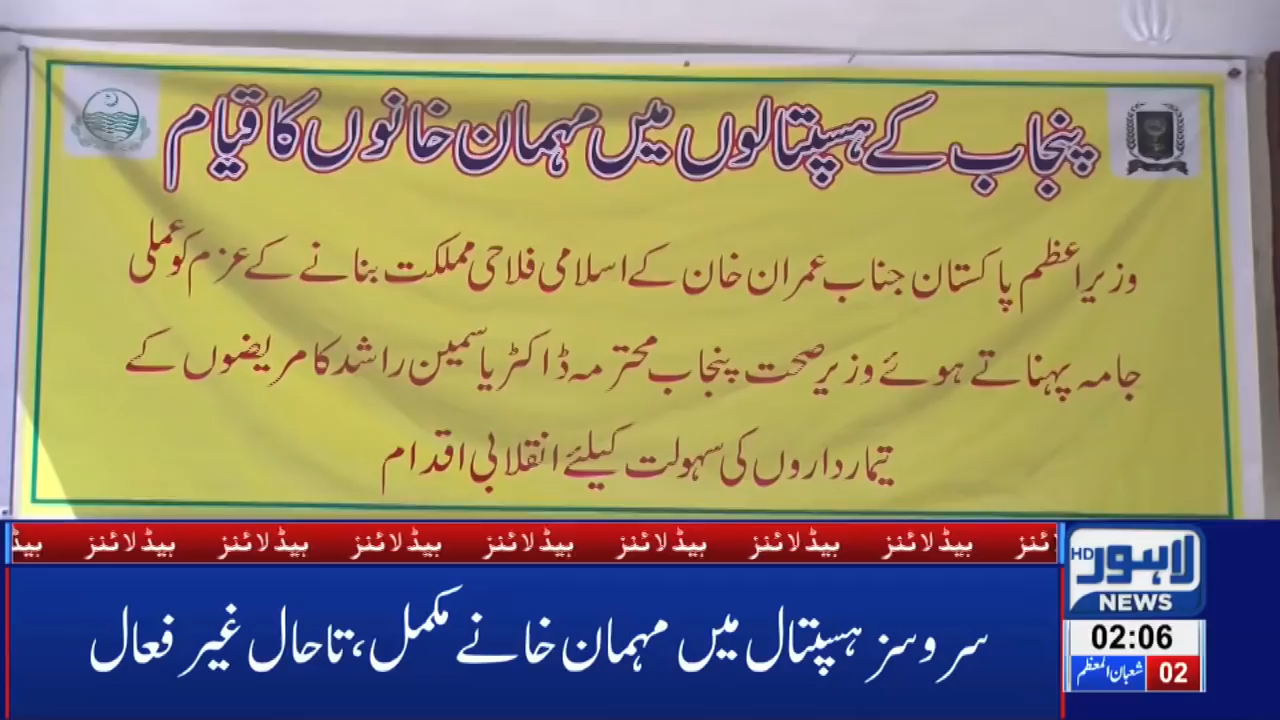 پنجاب کے ہسپتالوں میں مہمان خانوں کا قیام
وزیراعظم پاکستان جناب عمران خان کے اسلامی فلاحی مملکت بنانے کے عزم کو عملی
جامہ پہناتے ہوئے وزیر صحت پنجاب محترمہ ڈاکٹر یاسمین راشد کا مریضوں کے
تیمارداروں کی سہولت کیلئے انقلابی اقدام
ہیڈلائنز ہیڈلائنز ہیڈلائنز ہیڈلائنز ہیڈلائنز ہیڈلائنز ہیڈلائنز
سروسز ہسپتال میں مہمان خانے مکمل، تاحال غیر فعال
لاہور HD
NEWS
02:06
02 شعبان المعظم